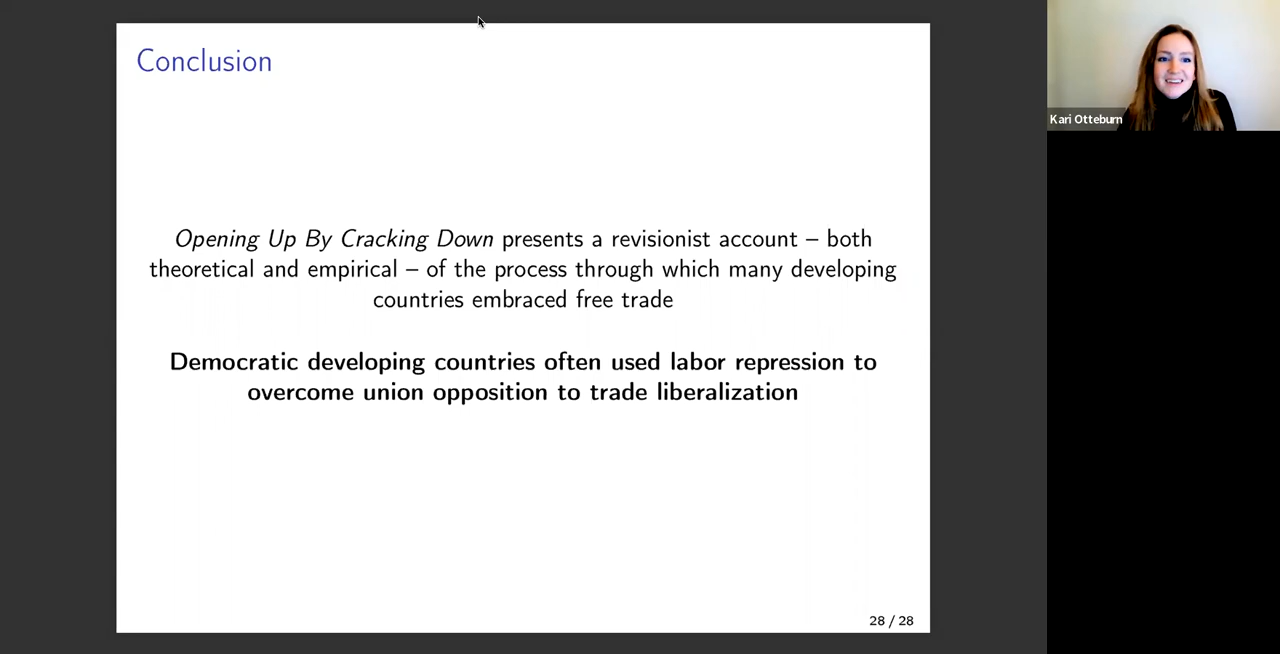 Conclusion
Opening Up By Cracking Down presents a revisionist account – both
theoretical and empirical – of the process through which many developing
countries embraced free trade
Democratic developing countries often used labor repression to
overcome union opposition to trade liberalization
28 / 28
Kari Otteburn